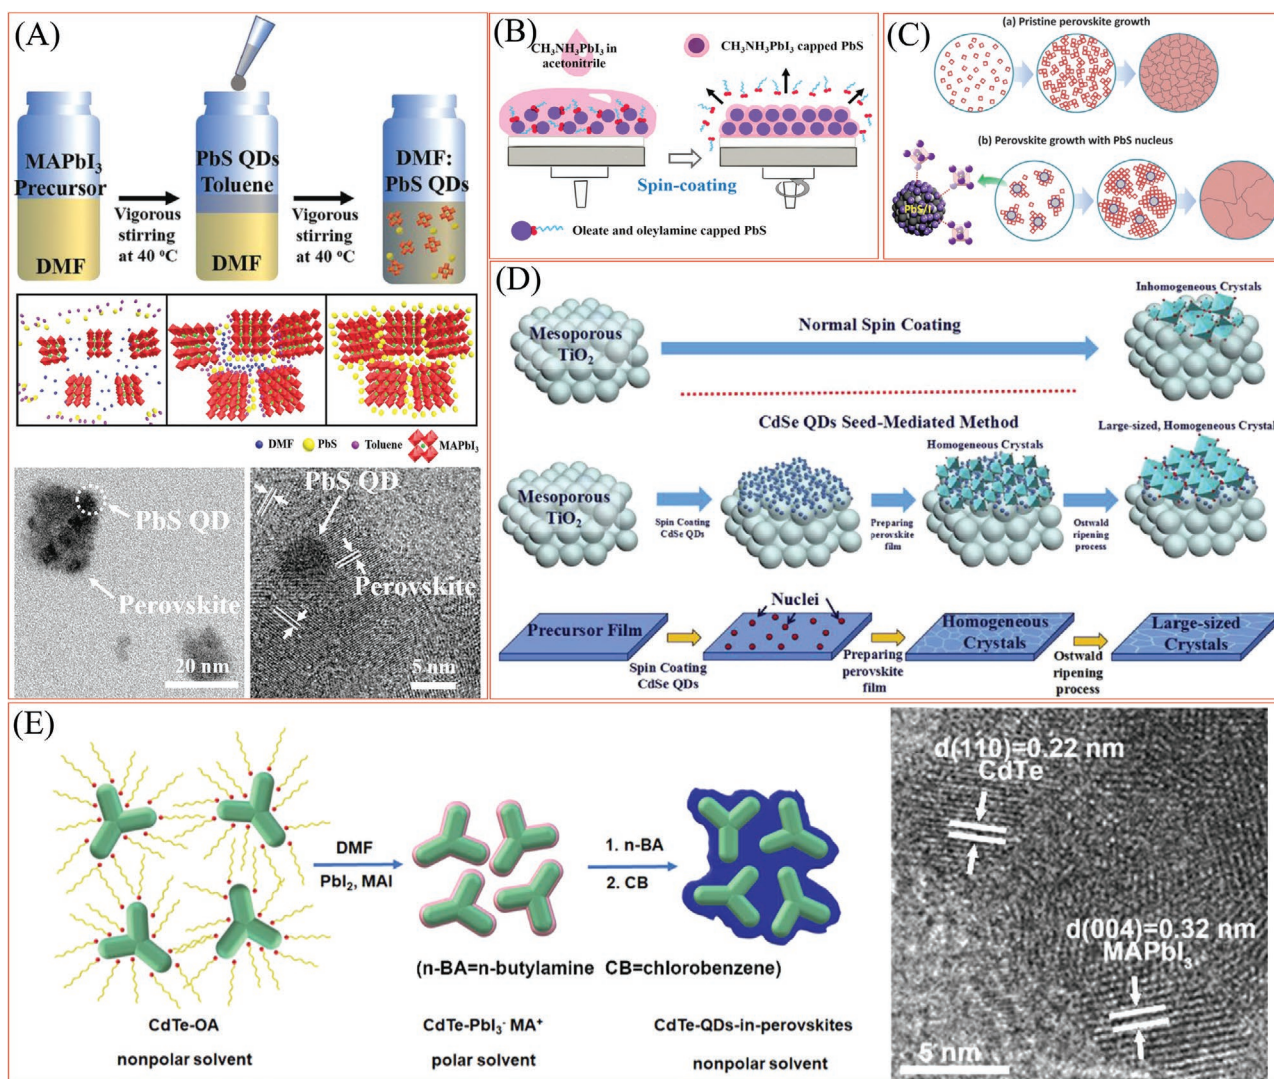 (A)
MAPbI3
Precursor
DMF
Vigorous
stirring
at 40 °C
PbS QDs
Toluene
DMF
Vigorous
stirring
at 40 °C
DMF:
PbS QDs
DMF
PbS
Toluene
MAPbI3
PbS QD
Perovskite
20 nm
PbS QD
Perovskite
5 nm
(B)
CH3NH3PbI3 in
acetonitrile
CH3NH3PbI3 capped PbS
Spin-coating
Oleate and oleylamine capped PbS
(C)
(a) Pristine perovskite growth
(b) Perovskite growth with PbS nucleus
PbS/I
(D)
Mesoporous
TiO2
Normal Spin Coating
Inhomogeneous
Crystals
CdSe QDs Seed-Mediated Method
Mesoporous
TiO2
Spin Coating
CdSe QDs
Homogeneous Crystals
Preparing
perovskite
film
Ostwald
ripening
process
Large-sized, Homogeneous Crystals
Precursor Film
Spin Coating
CdSe QDs
Nuclei
Preparing
perovskite
film
Homogeneous
Crystals
Ostwald
ripening
process
Large-sized
Crystals
(E)
DMF
PbI2, MAI
1. n-BA
2. CB
(n-BA=n-butylamine CB=chlorobenzene)
CdTe-OA
nonpolar solvent
CdTe-PbI3- MA+
polar solvent
CdTe-QDs-in-perovskites
nonpolar solvent
d(110)=0.22 nm
CdTe
d(004)=0.32 nm
MAPbI3
5 nm